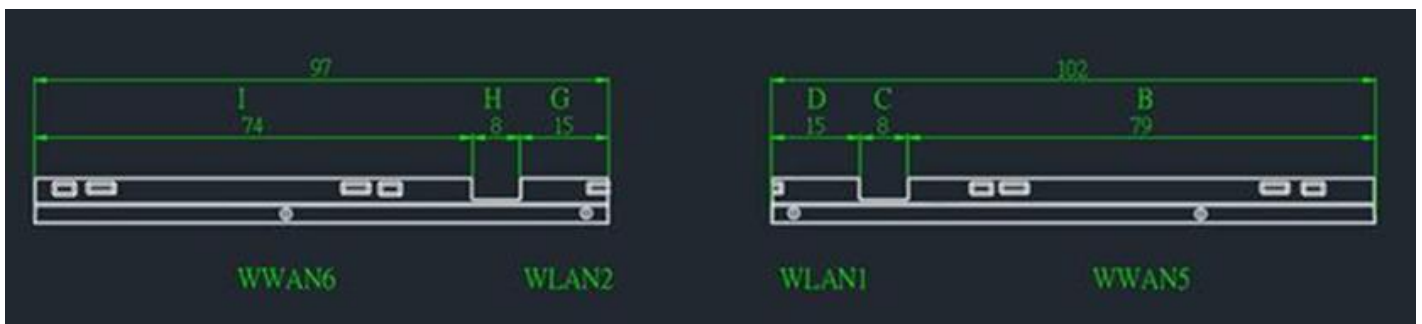 97 102
I H G D C B
74 8 15 15 8 79
WWAN6 WLAN2 WLAN1 WWAN5